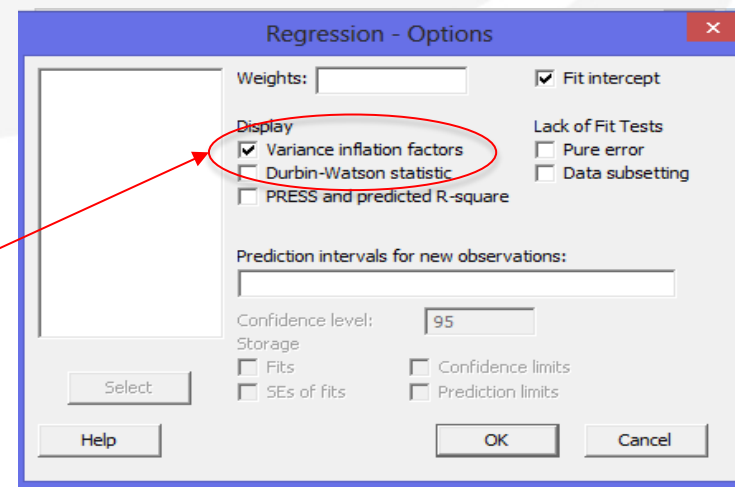 Regression - Options
Weights:
Fit intercept
Display
Lack of Fit Tests
Variance inflation factors
Pure error
Durbin-Watson statistic
Data subsetting
PRESS and predicted R-square
Prediction intervals for new observations:
Confidence level:
95
Storage
Fits
Confidence limits
Select
SEs of fits
Prediction limits
Help
OK
Cancel